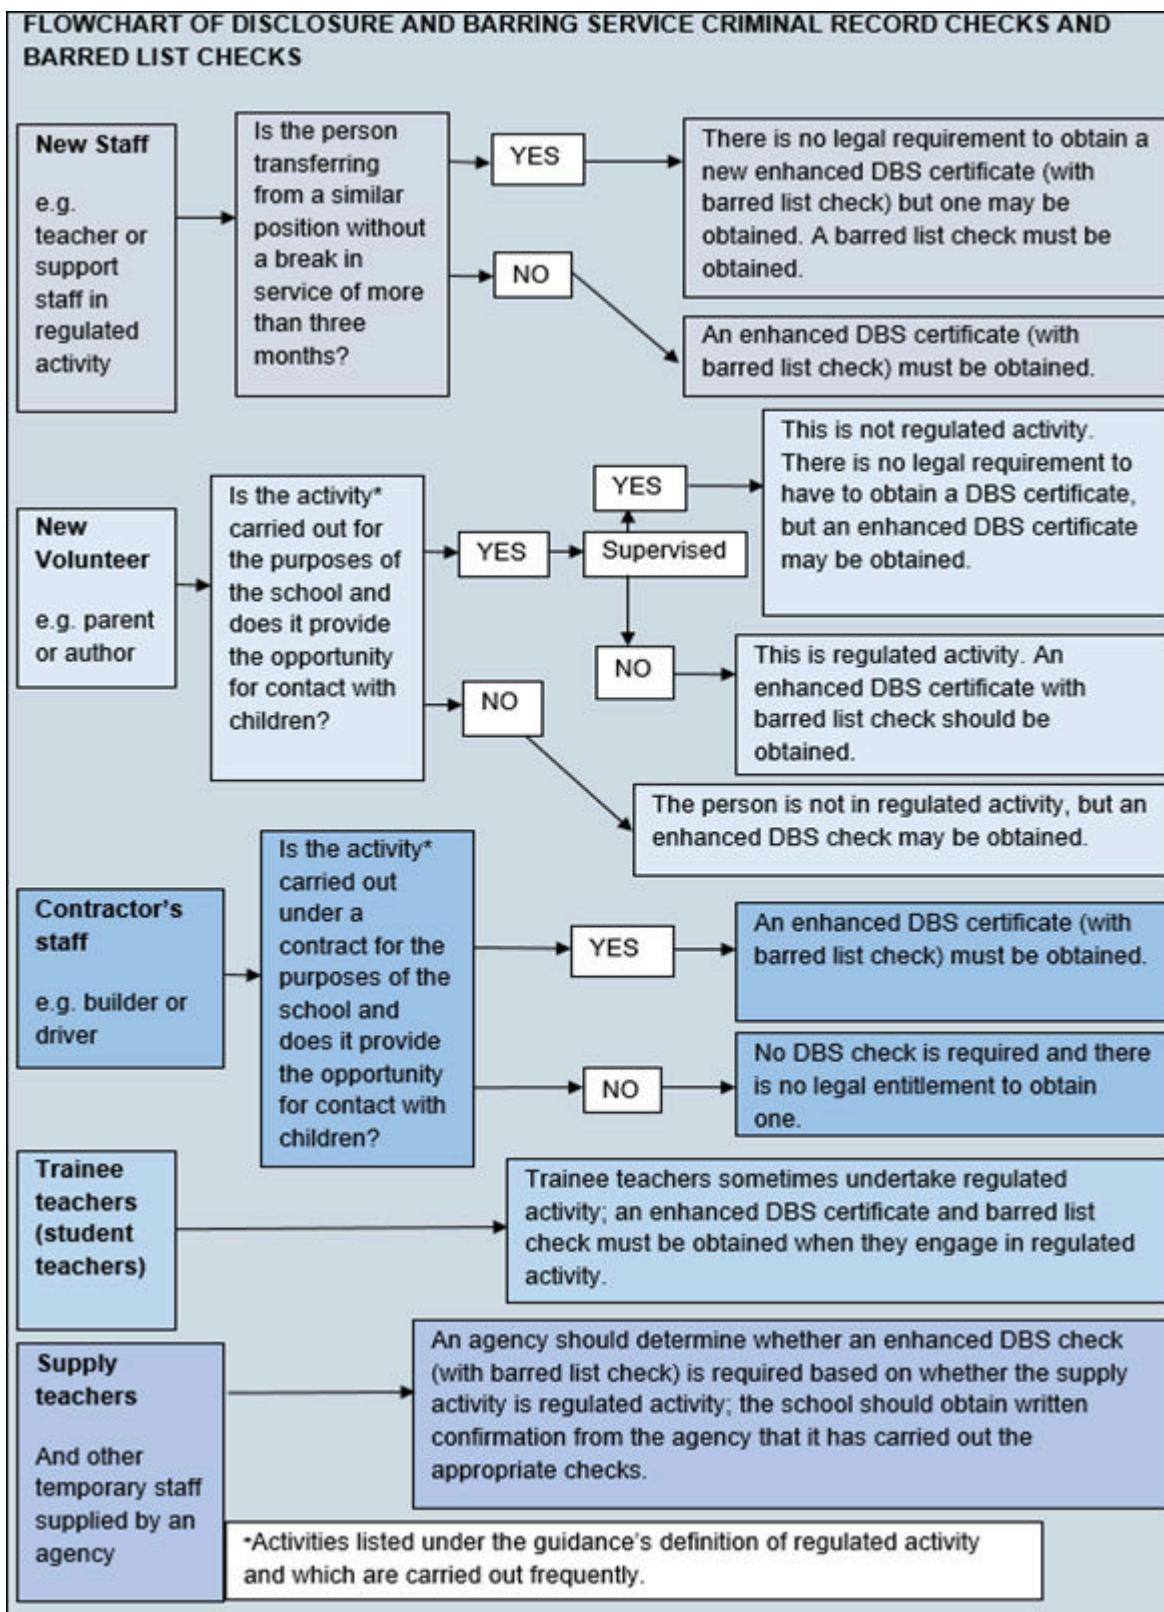 FLOWCHART OF DISCLOSURE AND BARRING SERVICE CRIMINAL RECORD CHECKS AND
BARRED LIST CHECKS
New Staff
e.g.
teacher or
support
staff in
regulated
activity
Is the person
transferring
from a similar
position without
a break in
service of more
than three
months?
YES
There is no legal requirement to obtain a
new enhanced DBS certificate (with
barred list check) but one may be
obtained. A barred list check must be
obtained.
NO
An enhanced DBS certificate (with
barred list check) must be obtained.
New
Volunteer
e.g. parent
or author
Is the activity*
carried out for
the purposes of
the school and
does it provide
the opportunity
for contact with
children?
YES
Supervised
YES
This is not regulated activity.
There is no legal requirement to
have to obtain a DBS certificate,
but an enhanced DBS certificate
may be obtained.
NO
This is regulated activity. An
enhanced DBS certificate with
barred list check should be
obtained.
NO
The person is not in regulated activity, but an
enhanced DBS check may be obtained.
Contractor's
staff
e.g. builder or
driver
Is the activity*
carried out
under a
contract for the
purposes of the
school and
does it provide
the opportunity
for contact with
children?
YES
An enhanced DBS certificate (with
barred list check) must be obtained.
NO
No DBS check is required and there
is no legal entitlement to obtain
one.
Trainee
teachers
(student
teachers)
Trainee teachers sometimes undertake regulated
activity; an enhanced DBS certificate and barred list
check must be obtained when they engage in regulated
activity.
Supply
teachers
And other
temporary staff
supplied by an
agency
An agency should determine whether an enhanced DBS check
(with barred list check) is required based on whether the supply
activity is regulated activity; the school should obtain written
confirmation from the agency that it has carried out the
appropriate checks.
*Activities listed under the guidance's definition of regulated activity
and which are carried out frequently.